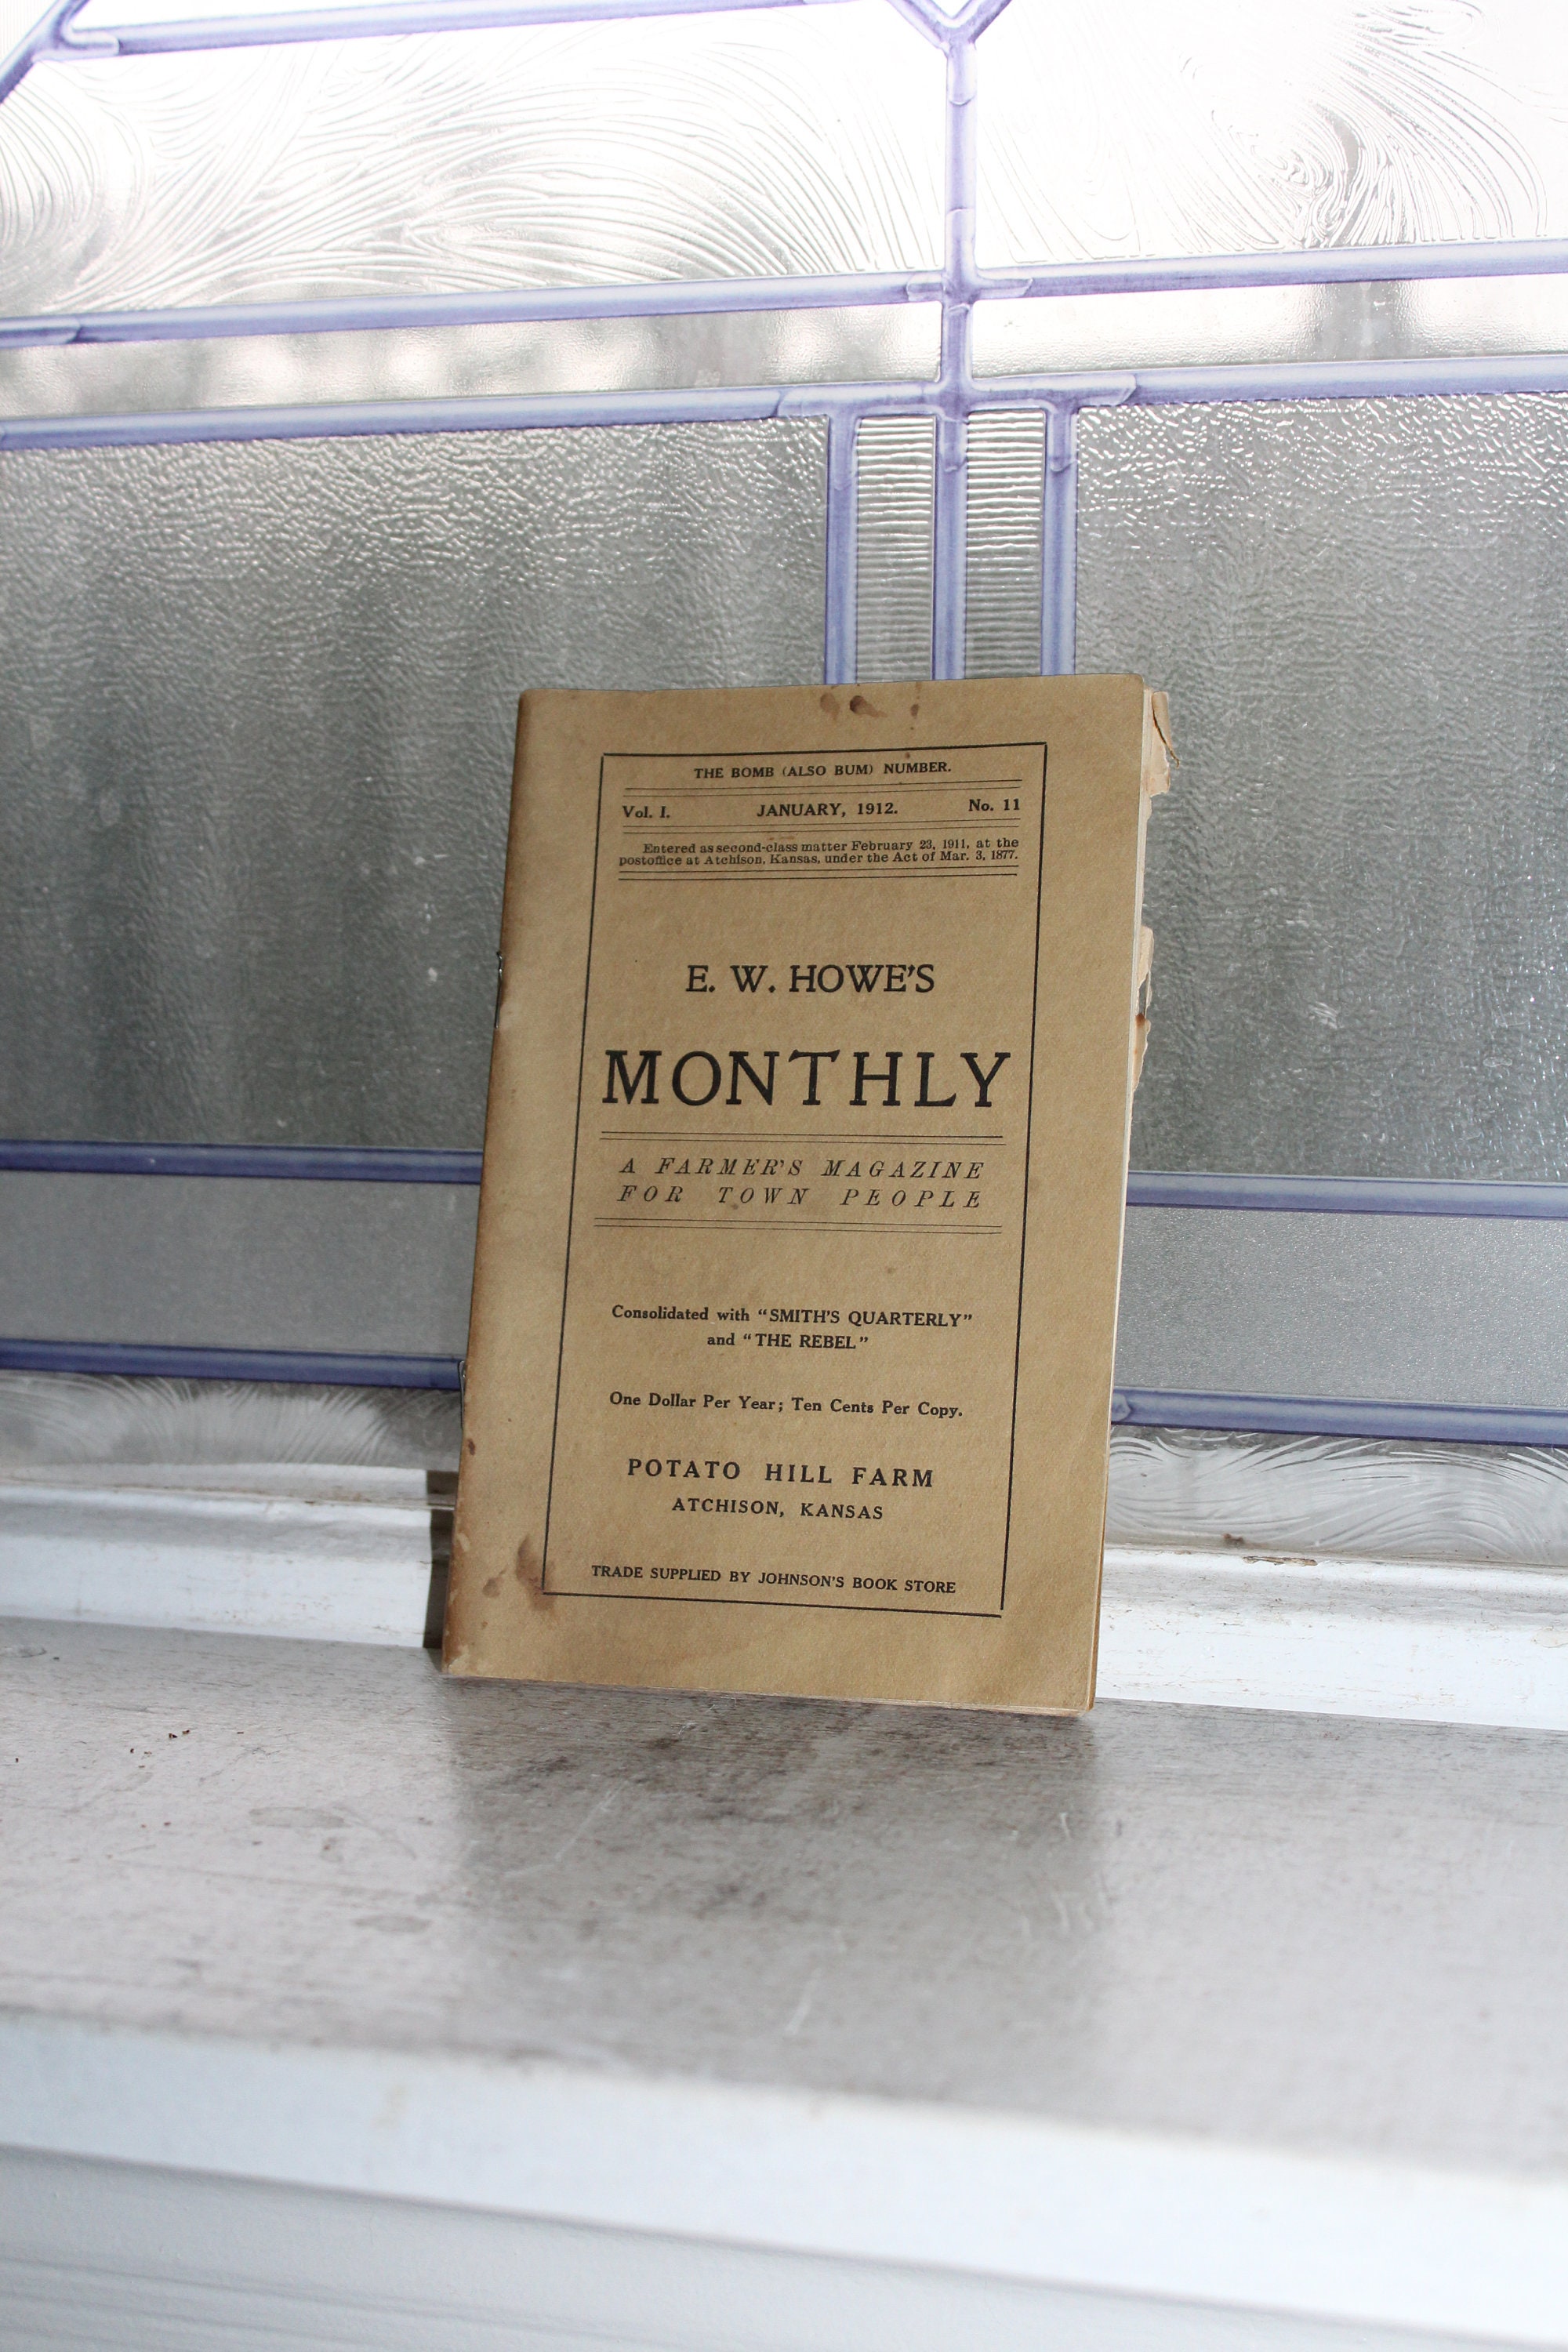 THE BOMB (ALSO BUM) NUMBER.
Vol. I. JANUARY, 1912. No. 11
Entered as second-class matter February 23, 1911, at the
postoffice at Atchison, Kansas, under the Act of Mar. 3, 1877.
E. W. HOWE'S
MONTHLY
A FARMER'S MAGAZINE
FOR TOWN PEOPLE
Consolidated with "SMITH'S QUARTERLY"
and "THE REBEL"
One Dollar Per Year; Ten Cents Per Copy.
POTATO HILL FARM
ATCHISON, KANSAS
TRADE SUPPLIED BY JOHNSON'S BOOK STORE